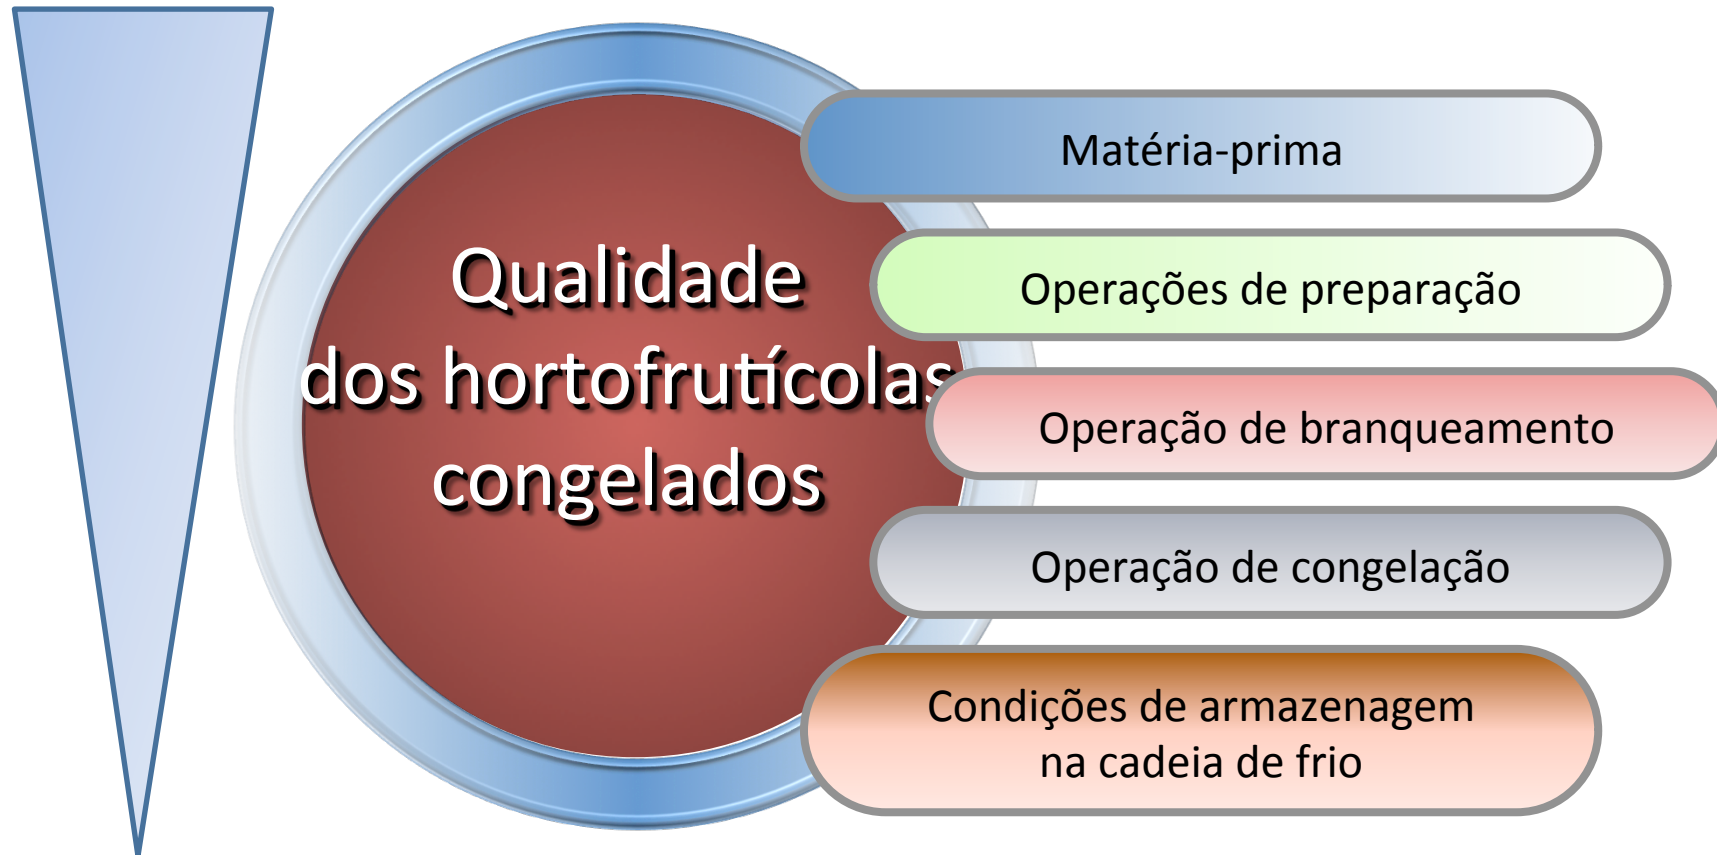 Qualidade
dos hortofrutícolas
congelados
Matéria-prima
Operações de preparação
Operação de branqueamento
Operação de congelação
Condições de armazenagem
na cadeia de frio